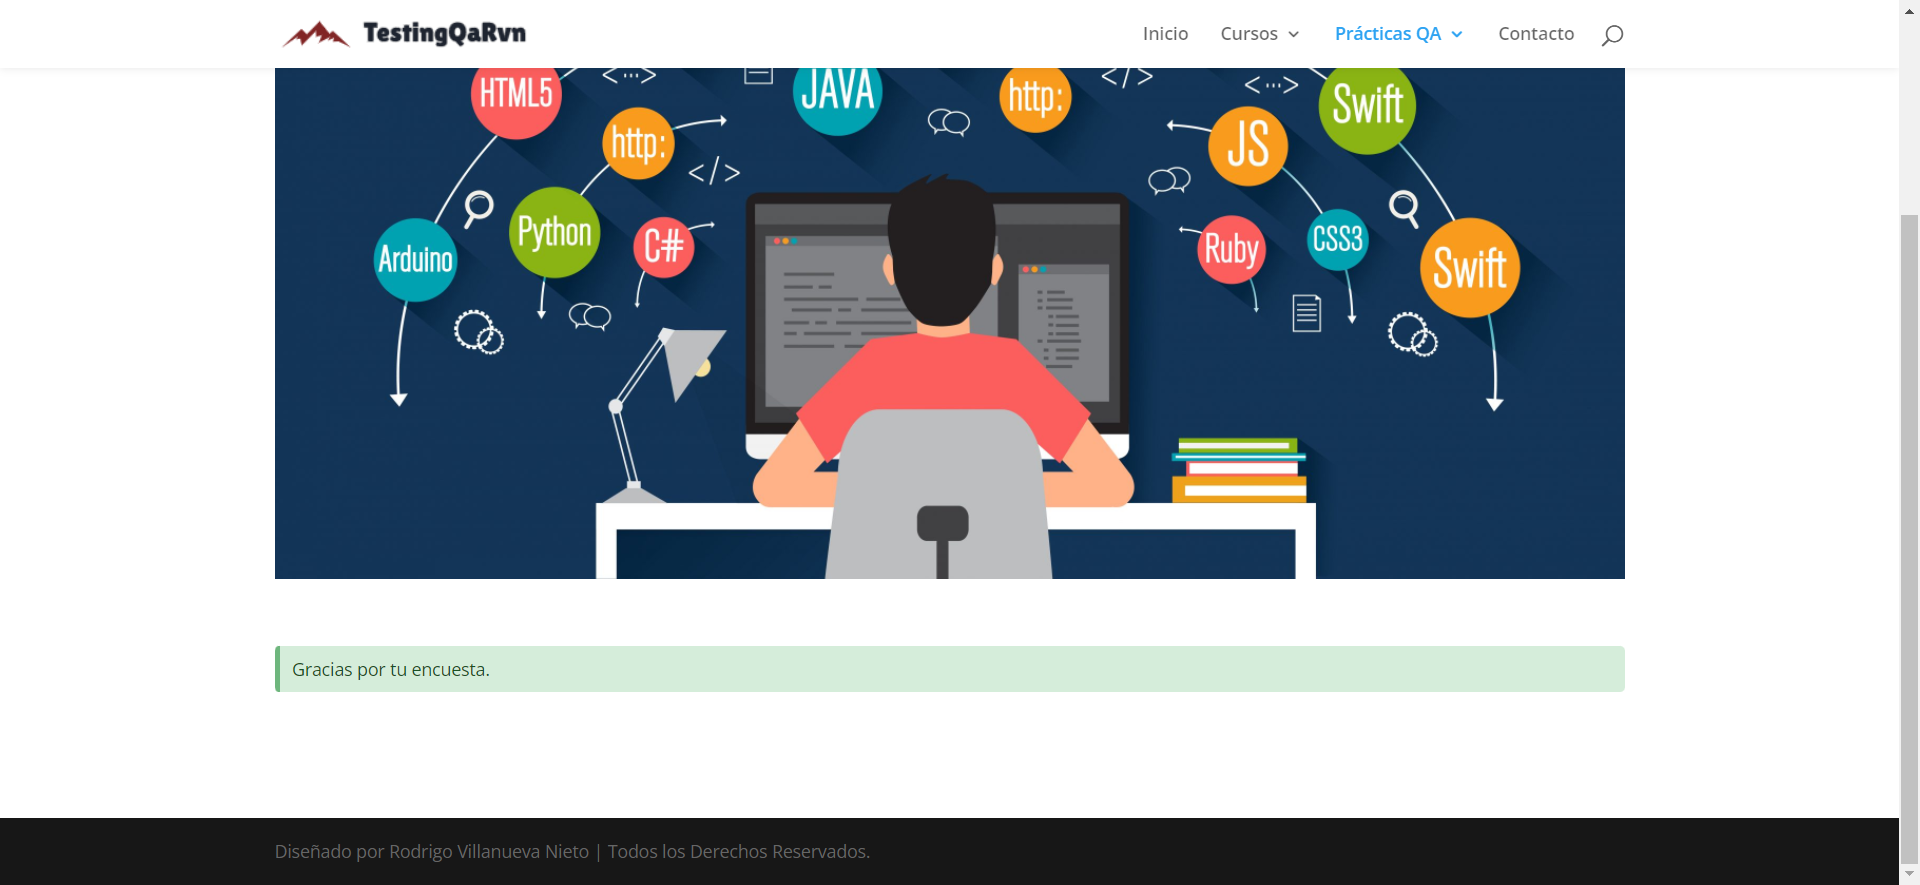 TestingQaRvn
Inicio
Cursos
Prácticas QA
Contacto
HTML5
<...>
JAVA
http:
</>
<...>
Swift
http:
</>
JS
Arduino
Python
C#
Ruby
CSS3
Swift
Gracias por tu encuesta.
Diseñado por Rodrigo Villanueva Nieto | Todos los Derechos Reservados.